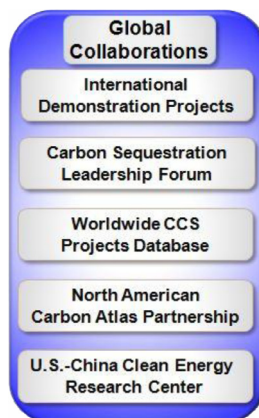 Global
Collaborations
International
Demonstration Projects
Carbon Sequestration
Leadership Forum
Worldwide CCS
Projects Database
North American
Carbon Atlas Partnership
U.S.-China Clean Energy
Research Center